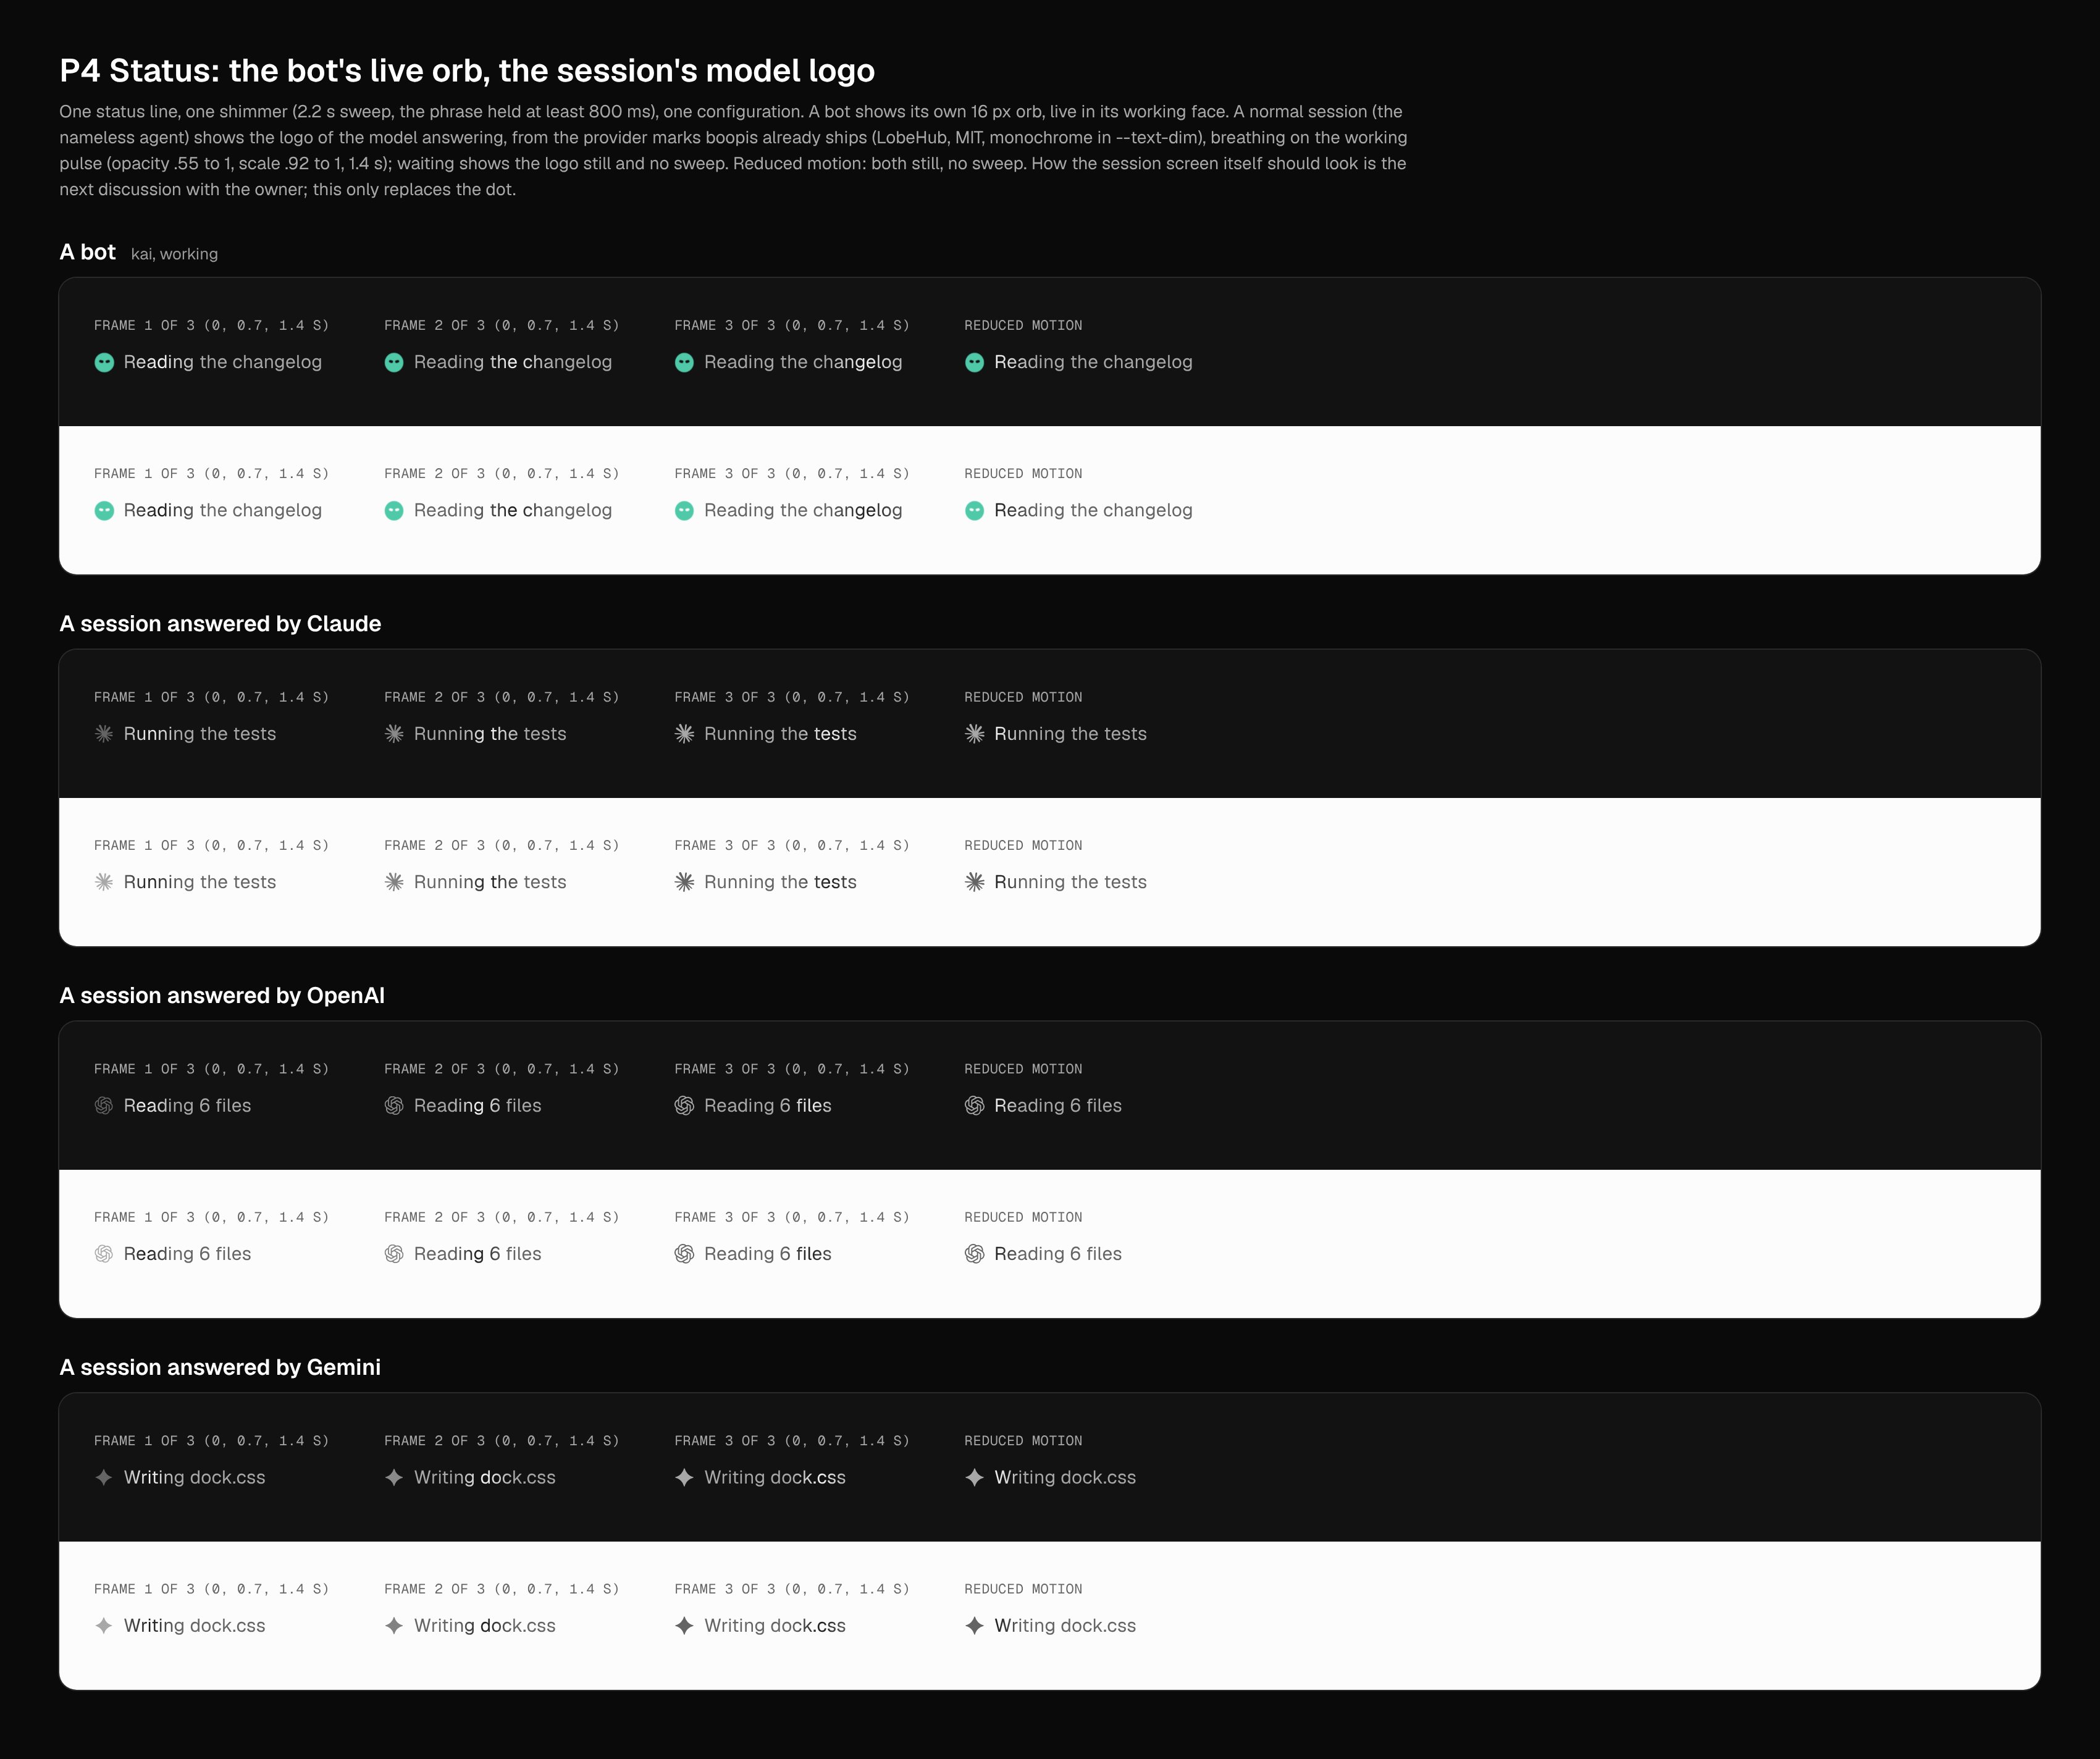 P4 Status: the bot's live orb, the session's model logo
One status line, one shimmer (2.2 s sweep, the phrase held at least 800 ms), one configuration. A bot shows its own 16 px orb, live in its working face. A normal session (the
nameless agent) shows the logo of the model answering, from the provider marks boopis already ships (LobeHub, MIT, monochrome in --text-dim), breathing on the working
pulse (opacity .55 to 1, scale .92 to 1, 1.4 s); waiting shows the logo still and no sweep. Reduced motion: both still, no sweep. How the session screen itself should look is the
next discussion with the owner; this only replaces the dot.
A bot kai, working
FRAME 1 OF 3 (0, 0.7, 1.4 S) FRAME 2 OF 3 (0, 0.7, 1.4 S) FRAME 3 OF 3 (0, 0.7, 1.4 S) REDUCED MOTION
Reading the changelog Reading the changelog Reading the changelog Reading the changelog
FRAME 1 OF 3 (0, 0.7, 1.4 S) FRAME 2 OF 3 (0, 0.7, 1.4 S) FRAME 3 OF 3 (0, 0.7, 1.4 S) REDUCED MOTION
Reading the changelog Reading the changelog Reading the changelog Reading the changelog
A session answered by Claude
FRAME 1 OF 3 (0, 0.7, 1.4 S) FRAME 2 OF 3 (0, 0.7, 1.4 S) FRAME 3 OF 3 (0, 0.7, 1.4 S) REDUCED MOTION
Running the tests Running the tests Running the tests Running the tests
FRAME 1 OF 3 (0, 0.7, 1.4 S) FRAME 2 OF 3 (0, 0.7, 1.4 S) FRAME 3 OF 3 (0, 0.7, 1.4 S) REDUCED MOTION
Running the tests Running the tests Running the tests Running the tests
A session answered by OpenAI
FRAME 1 OF 3 (0, 0.7, 1.4 S) FRAME 2 OF 3 (0, 0.7, 1.4 S) FRAME 3 OF 3 (0, 0.7, 1.4 S) REDUCED MOTION
Reading 6 files Reading 6 files Reading 6 files Reading 6 files
FRAME 1 OF 3 (0, 0.7, 1.4 S) FRAME 2 OF 3 (0, 0.7, 1.4 S) FRAME 3 OF 3 (0, 0.7, 1.4 S) REDUCED MOTION
Reading 6 files Reading 6 files Reading 6 files Reading 6 files
A session answered by Gemini
FRAME 1 OF 3 (0, 0.7, 1.4 S) FRAME 2 OF 3 (0, 0.7, 1.4 S) FRAME 3 OF 3 (0, 0.7, 1.4 S) REDUCED MOTION
Writing dock.css Writing dock.css Writing dock.css Writing dock.css
FRAME 1 OF 3 (0, 0.7, 1.4 S) FRAME 2 OF 3 (0, 0.7, 1.4 S) FRAME 3 OF 3 (0, 0.7, 1.4 S) REDUCED MOTION
Writing dock.css Writing dock.css Writing dock.css Writing dock.css